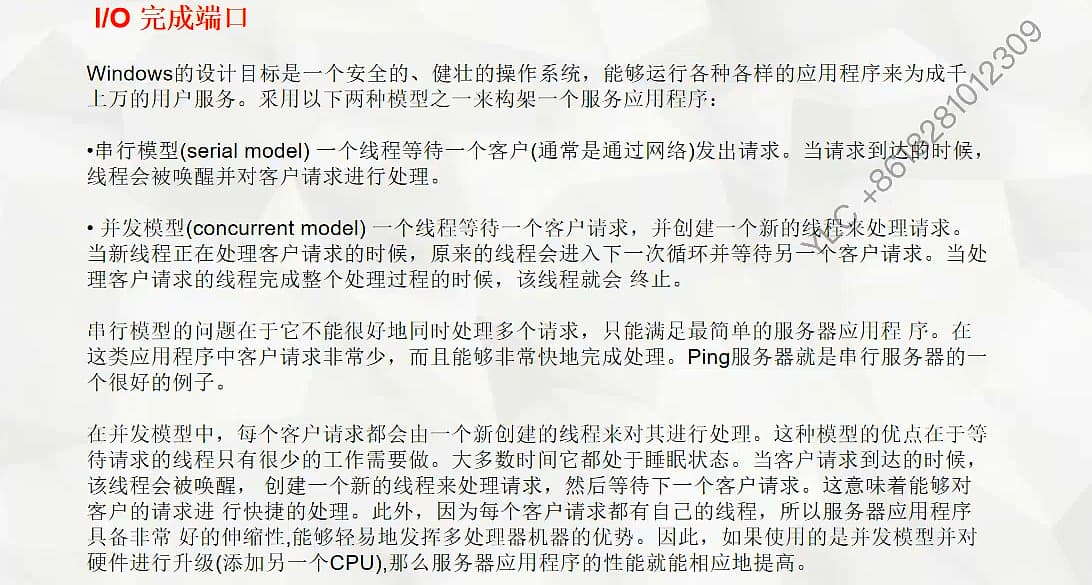 I/O 完成端口
Windows的设计目标是一个安全的、健壮的操作系统，能够运行各种各样的应用程序来为成千
上万的用户服务。采用以下两种模型之一来构架一个服务应用程序：
•串行模型(serial model) 一个线程等待一个客户(通常是通过网络)发出请求。当请求到达的时候，
线程会被唤醒并对客户请求进行处理。
• 并发模型(concurrent model) 一个线程等待一个客户请求，并创建一个新的线程来处理请求。
当新线程正在处理客户请求的时候，原来的线程会进入下一次循环并等待另一个客户请求。当处
理客户请求的线程完成整个处理过程的时候，该线程就会 终止。
串行模型的问题在于它不能很好地同时处理多个请求，只能满足最简单的服务器应用程 序。在
这类应用程序中客户请求非常少，而且能够非常快地完成处理。Ping服务器就是串行服务器的一
个很好的例子。
在并发模型中，每个客户请求都会由一个新创建的线程来对其进行处理。这种模型的优点在于等
待请求的线程只有很少的工作需要做。大多数时间它都处于睡眠状态。当客户请求到达的时候，
该线程会被唤醒， 创建一个新的线程来处理请求，然后等待下一个客户请求。这意味着能够对
客户的请求进 行快捷的处理。此外，因为每个客户请求都有自己的线程，所以服务器应用程序
具备非常 好的伸缩性,能够轻易地发挥多处理器机器的优势。因此，如果使用的是并发模型并对
硬件进行升级(添加另一个CPU),那么服务器应用程序的性能就能相应地提高。
YLC +8618281012309